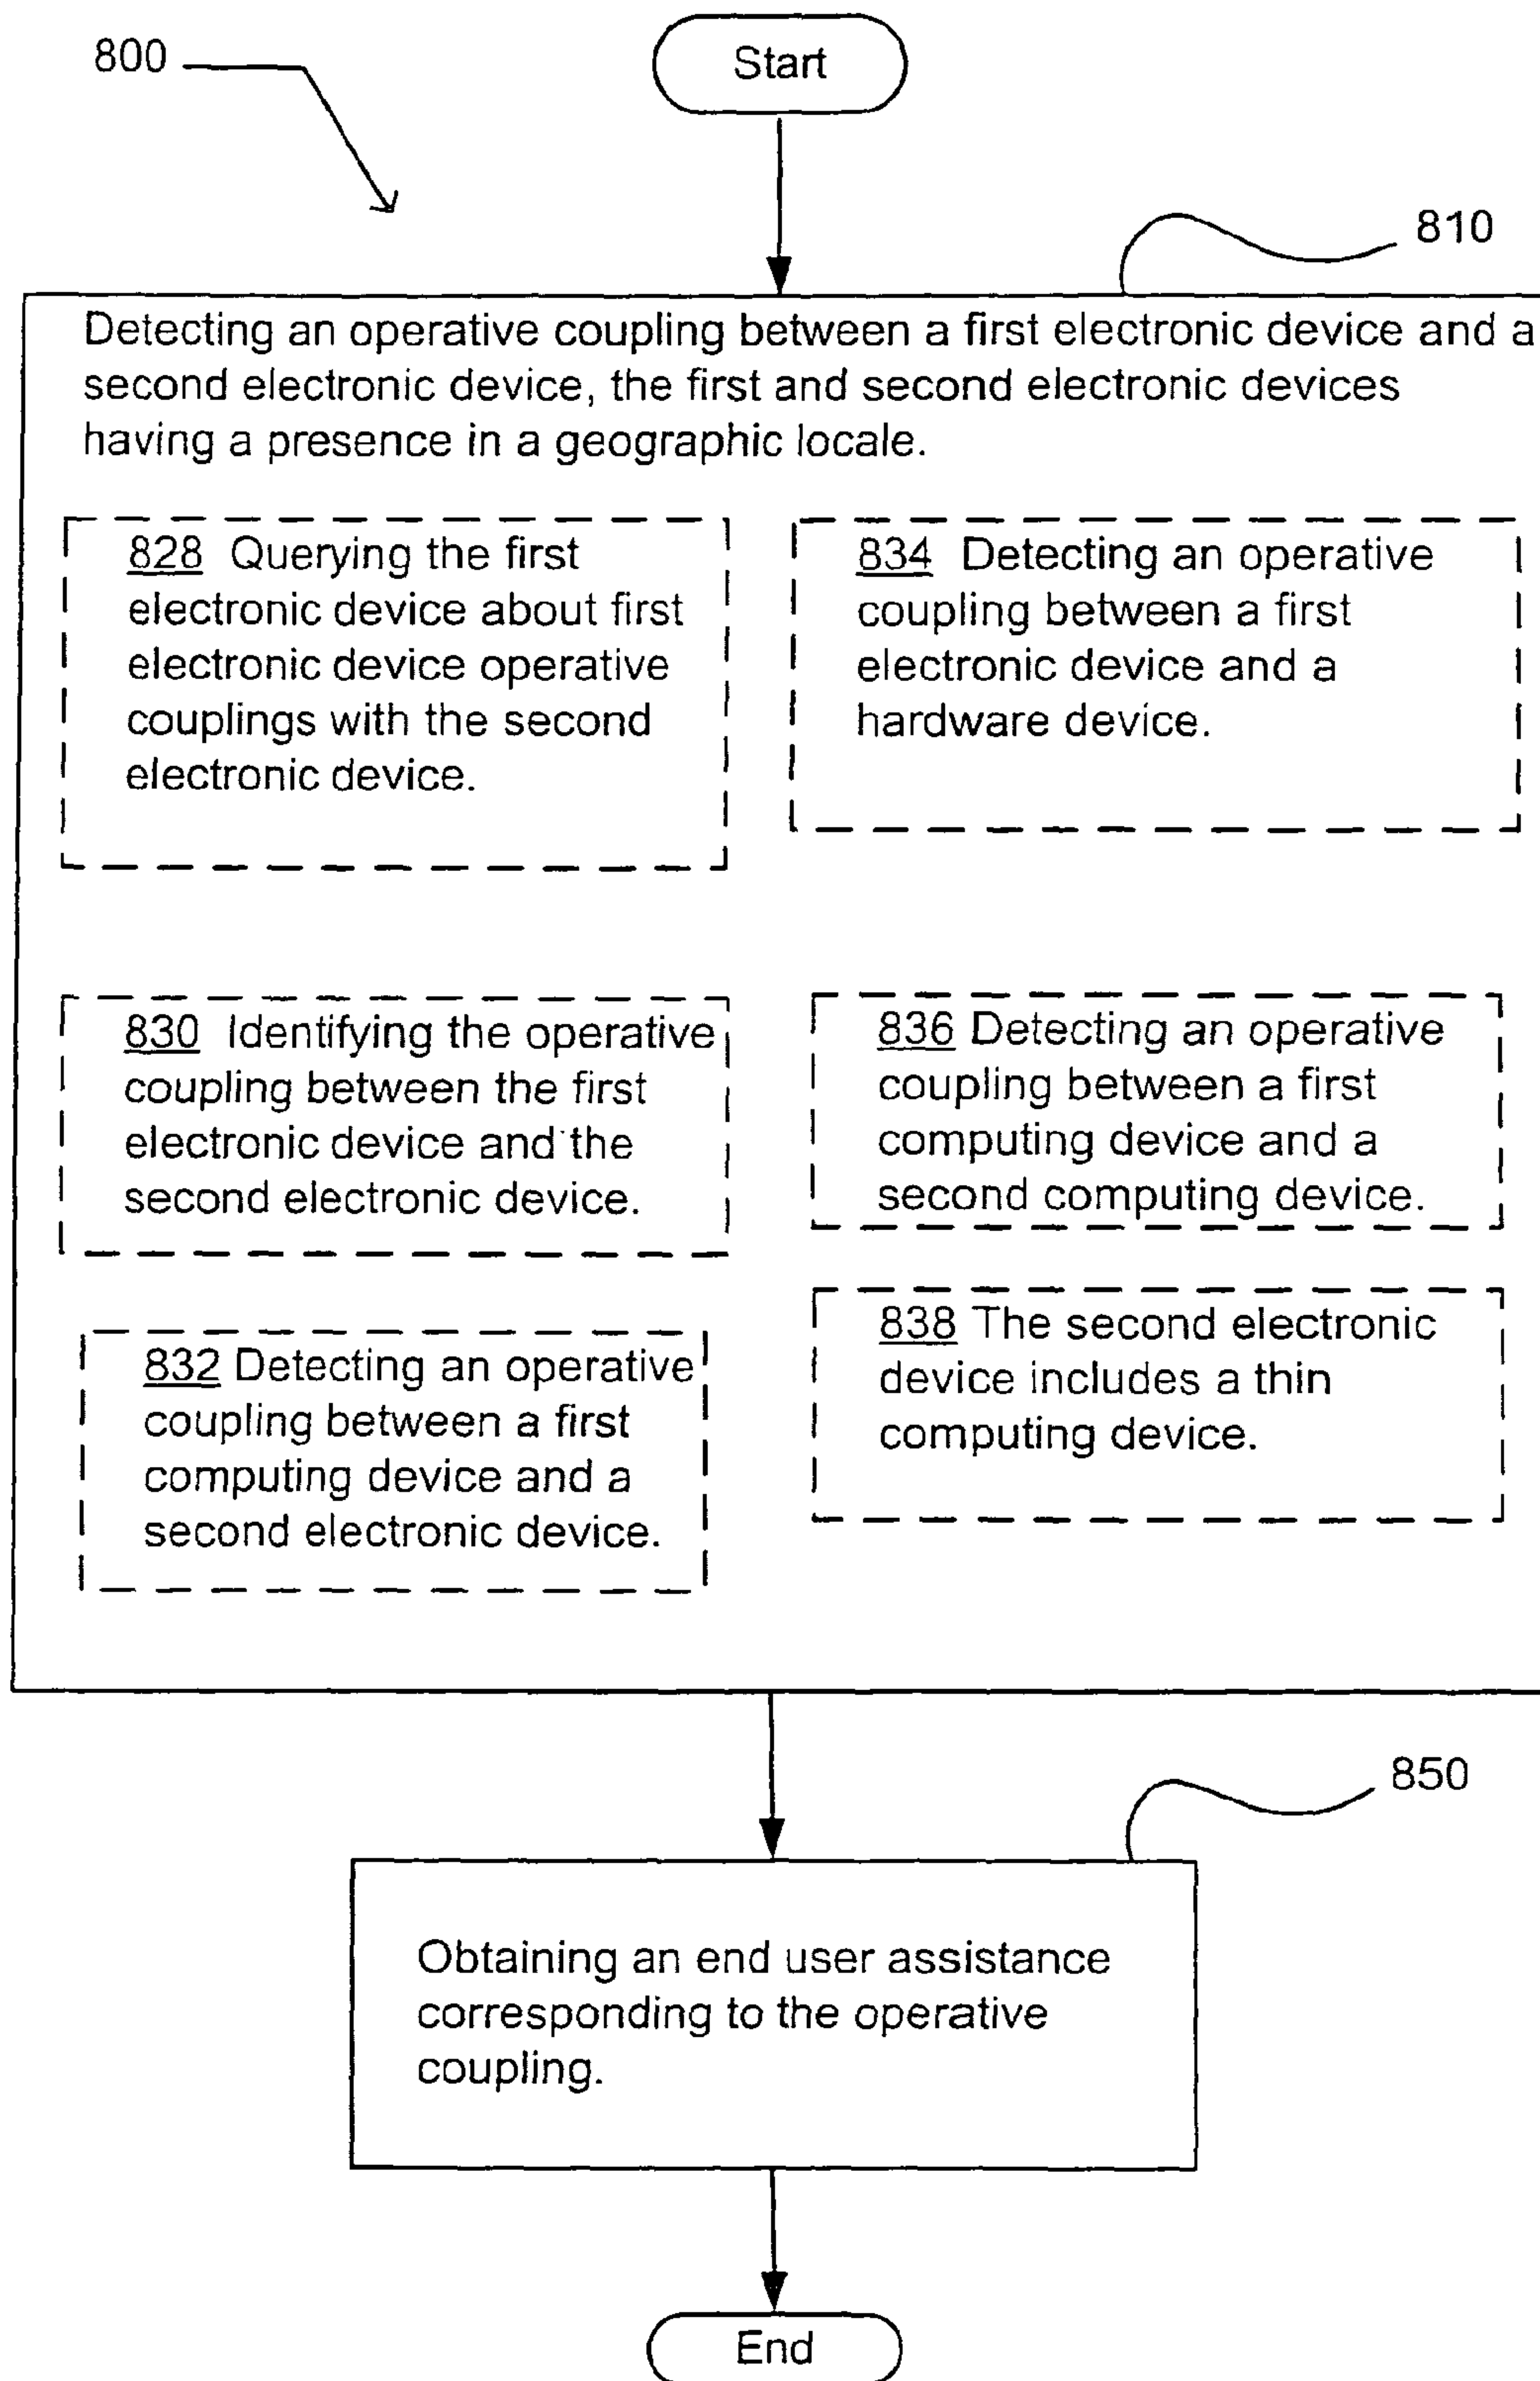 800
Start
810
Detecting an operative coupling between a first electronic device and a
second electronic device, the first and second electronic devices
having a presence in a geographic locale.
828 Querying the first
electronic device about first
electronic device operative
couplings with the second
electronic device.
834 Detecting an operative
coupling between a first
electronic device and a
hardware device.
830 Identifying the operative
coupling between the first
electronic device and the
second electronic device.
836 Detecting an operative
coupling between a first
computing device and a
second computing device.
832 Detecting an operative
coupling between a first
computing device and a
second electronic device.
838 The second electronic
device includes a thin
computing device.
850
Obtaining an end user assistance
corresponding to the operative
coupling.
End